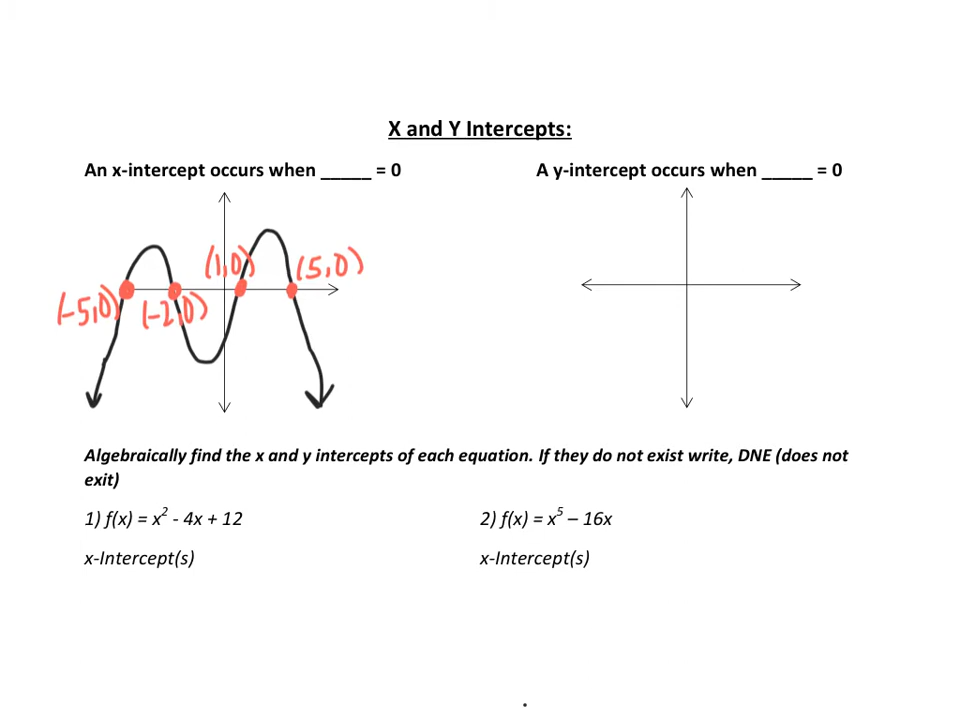 X and Y Intercepts:
An x-intercept occurs when _____ = 0
A y-intercept occurs when _____ = 0
(1,0)
(5,0)
(-5,0)
(-2,0)
Algebraically find the x and y intercepts of each equation. If they do not exist write, DNE (does not
exit)
1) f(x) = x² - 4x + 12
2) f(x) = x⁵ – 16x
x-Intercept(s)
x-Intercept(s)